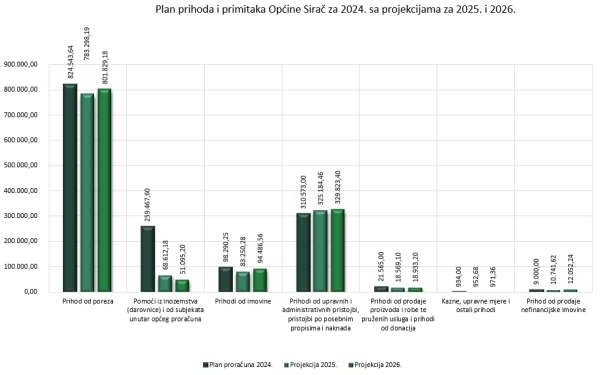 Plan prihoda i primitaka Općine Sirač za 2024. sa projekcijama za 2025. i 2026.
900.000,00
800.000,00
700.000,00
600.000,00
500.000,00
400.000,00
300.000,00
200.000,00
100.000,00
0,00
824.543,64
783.298,19
801.829,18
259.467,60
68.612,18
51.095,20
98.290,25
83.250,28
94.486,56
310.573,00
325.184,46
329.823,40
21.565,00
18.569,10
18.933,20
934,00
952,68
971,36
9.000,00
10.741,62
12.052,24
Prihod od poreza
Pomoći iz inozemstva
(darovnice) i od subjekata
unutar općeg proračuna
Prihodi od imovine
Prihodi od upravnih i
administrativnih pristojbi,
pristojbi po posebnim
propisima i naknada
Prihodi od prodaje
proizvoda i robe te
pruženih usluga i prihodi
od donacija
Kazne, upravne mjere i
ostali prihodi
Prihod od prodaje
nefinancijske imovine
Plan proračuna 2024.
Projekcija 2025.
Projekcija 2026.